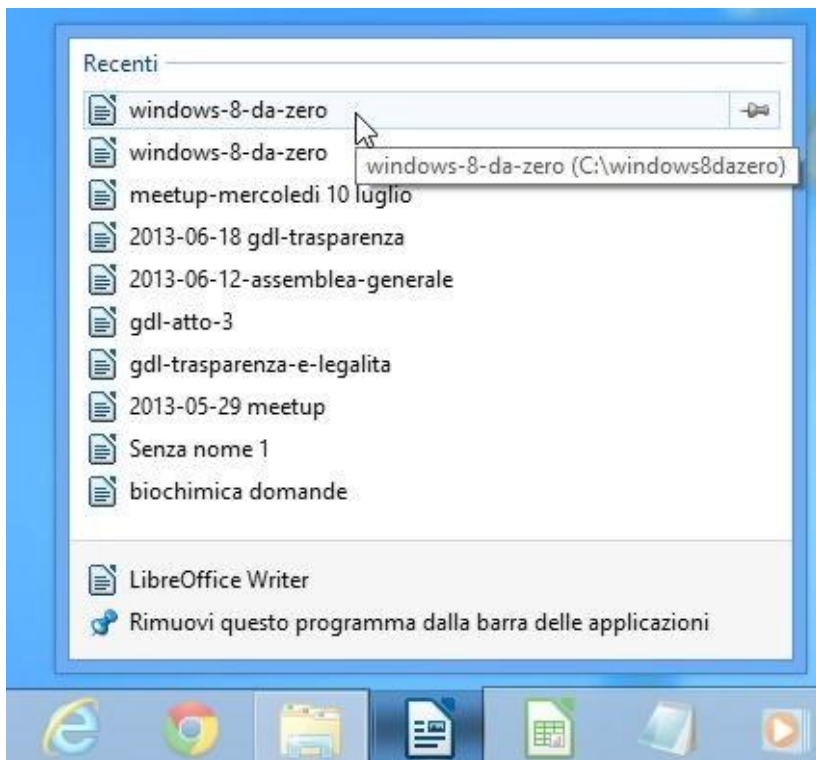 Recenti
windows-8-da-zero
windows-8-da-zero
windows-8-da-zero (C:\windows8dazero)
meetup-mercoledi 10 luglio
2013-06-18 gdl-trasparenza
2013-06-12-assemblea-generale
gdl-atto-3
gdl-trasparenza-e-legalita
2013-05-29 meetup
Senza nome 1
biochimica domande
LibreOffice Writer
Rimuovi questo programma dalla barra delle applicazioni